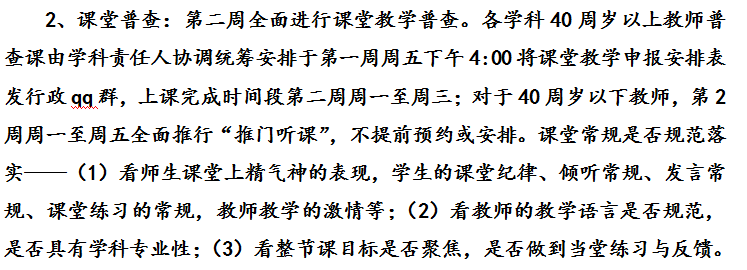 2、课堂普查：第二周全面进行课堂教学普查。各学科 40 周岁以上教师普
查课由学科责任人协调统筹安排于第一周周五下午 4:00 将课堂教学申报安排表
发行政 qq 群，上课完成时间段第二周周一至周三；对于 40 周岁以下教师，第 2
周周一至周五全面推行“推门听课”，不提前预约或安排。课堂常规是否规范落
实——（1）看师生课堂上精气神的表现，学生的课堂纪律、倾听常规、发言常
规、课堂练习的常规，教师教学的激情等；（2）看教师的教学语言是否规范，
是否具有学科专业性；（3）看整节课目标是否聚焦，是否做到当堂练习与反馈。